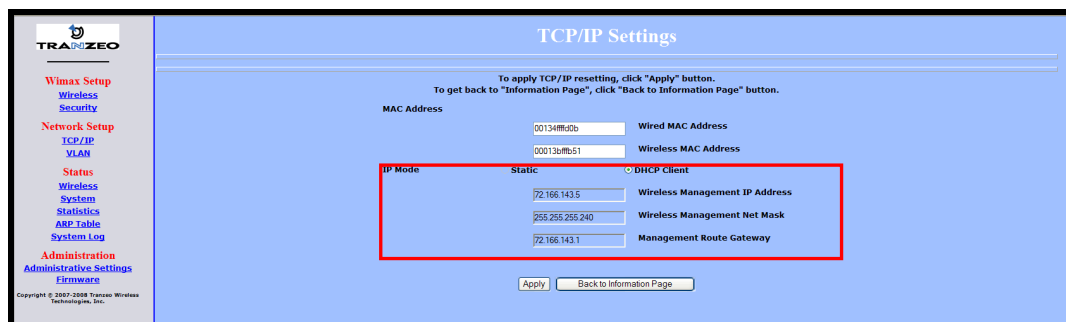 TRANZEO
Wimax Setup
Wireless
Security
Network Setup
TCP/IP
VLAN
Status
Wireless
System
Statistics
ARP Table
System Log
Administration
Administrative Settings
Firmware
Copyright © 2007-2008 Tranzeo Wireless
Technologies, Inc.
TCP/IP Settings
To apply TCP/IP resetting, click "Apply" button.
To get back to "Information Page", click "Back to Information Page" button.
MAC Address
00134ffffd0b Wired MAC Address
00013bfffb51 Wireless MAC Address
IP Mode Static DHCP Client
72.166.143.5 Wireless Management IP Address
255.255.255.240 Wireless Management Net Mask
72.166.143.1 Management Route Gateway
Apply Back to Information Page